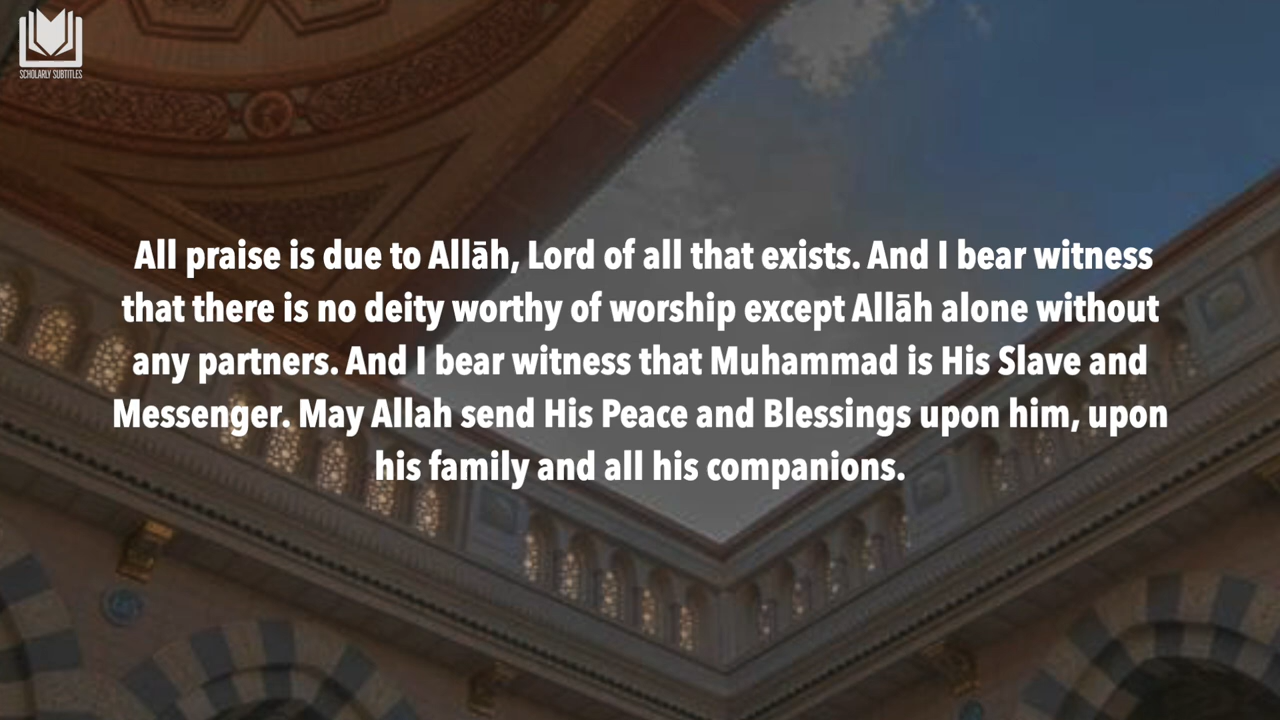 SCHOLARLY SUBTITLES
All praise is due to Allāh, Lord of all that exists. And I bear witness
that there is no deity worthy of worship except Allāh alone without
any partners. And I bear witness that Muhammad is His Slave and
Messenger. May Allah send His Peace and Blessings upon him, upon
his family and all his companions.